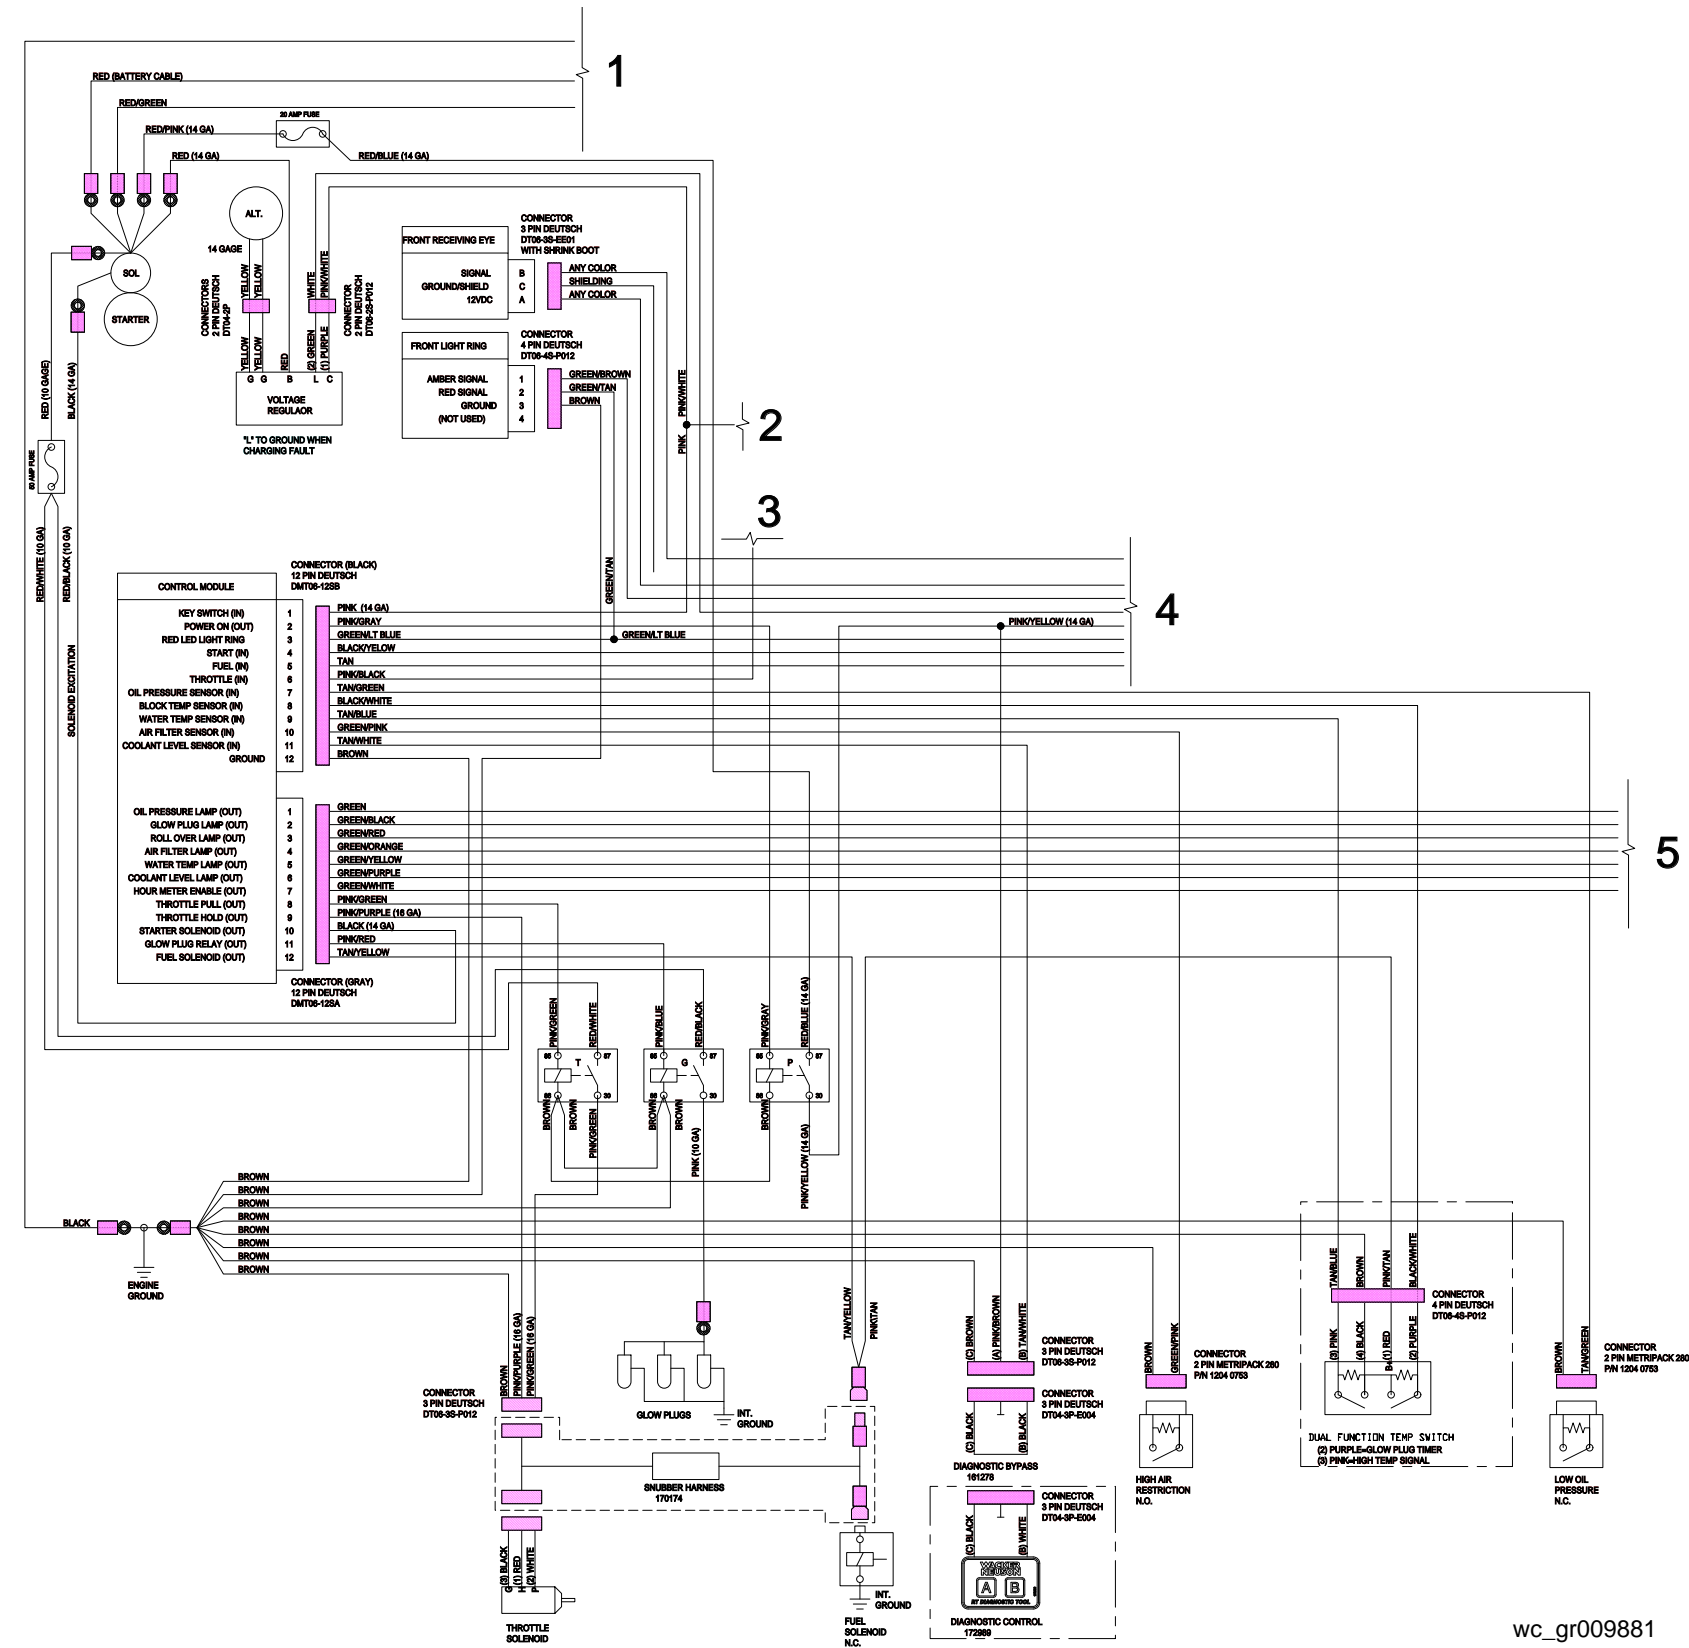 1
RED (BATTERY CABLE)
RED/GREEN
20 AMP FUSE
RED/PINK (14 GA)
RED (14 GA)
RED/BLUE (14 GA)
ALT.
14 GAGE
SOL
STARTER
YELLOW
YELLOW
CONNECTORS
2 PIN DEUTSCH
DT04-2P
YELLOW
YELLOW
RED
WHITE
PINK/WHITE
(2) GREEN
(1) PURPLE
CONNECTOR
2 PIN DEUTSCH
DT06-2S-P012
G G B L C
VOLTAGE
REGULAOR
"L" TO GROUND WHEN
CHARGING FAULT
FRONT RECEIVING EYE
SIGNAL B
GROUND/SHIELD C
12VDC A
CONNECTOR
3 PIN DEUTSCH
DT06-3S-EE01
WITH SHRINK BOOT
ANY COLOR
SHIELDING
ANY COLOR
FRONT LIGHT RING
AMBER SIGNAL 1
RED SIGNAL 2
GROUND 3
(NOT USED) 4
CONNECTOR
4 PIN DEUTSCH
DT06-4S-P012
GREEN/BROWN
GREEN/TAN
BROWN
PINK/WHITE
PINK
2
3
RED (10 GAGE)
BLACK (14 GA)
60 AMP FUSE
RED/WHITE (10 GA)
RED/BLACK (10 GA)
SOLENOID EXCITATION
GREEN/TAN
4
CONTROL MODULE
CONNECTOR (BLACK)
12 PIN DEUTSCH
DMT06-12SB
KEY SWITCH (IN) 1 PINK (14 GA)
POWER ON (OUT) 2 PINK/GRAY
RED LED LIGHT RING 3 GREEN/LT BLUE
START (IN) 4 BLACK/YELOW
FUEL (IN) 5 TAN
THROTTLE (IN) 6 PINK/BLACK
OIL PRESSURE SENSOR (IN) 7 TAN/GREEN
BLOCK TEMP SENSOR (IN) 8 BLACK/WHITE
WATER TEMP SENSOR (IN) 9 TAN/BLUE
AIR FILTER SENSOR (IN) 10 GREEN/PINK
COOLANT LEVEL SENSOR (IN) 11 TAN/WHITE
GROUND 12 BROWN
GREEN/LT BLUE
PINK/YELLOW (14 GA)
OIL PRESSURE LAMP (OUT) 1 GREEN
GLOW PLUG LAMP (OUT) 2 GREEN/BLACK
ROLL OVER LAMP (OUT) 3 GREEN/RED
AIR FILTER LAMP (OUT) 4 GREEN/ORANGE
WATER TEMP LAMP (OUT) 5 GREEN/YELLOW
COOLANT LEVEL LAMP (OUT) 6 GREEN/PURPLE
HOUR METER ENABLE (OUT) 7 GREEN/WHITE
THROTTLE PULL (OUT) 8 PINK/GREEN
THROTTLE HOLD (OUT) 9 PINK/PURPLE (16 GA)
STARTER SOLENOID (OUT) 10 BLACK (14 GA)
GLOW PLUG RELAY (OUT) 11 PINK/RED
FUEL SOLENOID (OUT) 12 TAN/YELLOW
CONNECTOR (GRAY)
12 PIN DEUTSCH
DMT06-12SA
5
PINK/GREEN
RED/WHITE
PINK/BLUE
RED/BLACK
PINK/GRAY
RED/BLUE (14 GA)
85 87
T
86 30
85 87
G
86 30
85 87
P
86 30
BROWN
BROWN
PINK/GREEN
BROWN
BROWN
PINK (10 GA)
BROWN
PINK/YELLOW (14 GA)
BROWN
BROWN
BROWN
BROWN
BROWN
BROWN
BROWN
BROWN
BLACK
ENGINE
GROUND
BROWN
PINK/PURPLE (16 GA)
PINK/GREEN (16 GA)
CONNECTOR
3 PIN DEUTSCH
DT06-3S-P012
GLOW PLUGS
INT.
GROUND
SNUBBER HARNESS
170174
(3) BLACK
(1) RED
(2) WHITE
G
H
P
THROTTLE
SOLENOID
TAN/YELLOW
PINK/TAN
INT.
GROUND
FUEL
SOLENOID
N.C.
(C) BROWN
(A) PINK/BROWN
(B) TAN/WHITE
CONNECTOR
3 PIN DEUTSCH
DT06-3S-P012
CONNECTOR
3 PIN DEUTSCH
DT04-3P-E004
(C) BLACK
(B) BLACK
DIAGNOSTIC BYPASS
161278
CONNECTOR
3 PIN DEUTSCH
DT04-3P-E004
(C) BLACK
(B) WHITE
WACKER
NEUSON
A B
RT DIAGNOSTIC TOOL
DIAGNOSTIC CONTROL
172989
BROWN
GREEN/PINK
CONNECTOR
2 PIN METRIPACK 280
P/N 1204 0753
HIGH AIR
RESTRICTION
N.O.
TAN/BLUE
BROWN
PINK/TAN
BLACK/WHITE
CONNECTOR
4 PIN DEUTSCH
DT06-4S-P012
(3) PINK
(4) BLACK
B+(1) RED
(2) PURPLE
DUAL FUNCTION TEMP SWITCH
(2) PURPLE=GLOW PLUG TIMER
(3) PINK=HIGH TEMP SIGNAL
BROWN
TAN/GREEN
CONNECTOR
2 PIN METRIPACK 280
P/N 1204 0753
LOW OIL
PRESSURE
N.C.
wc_gr009881